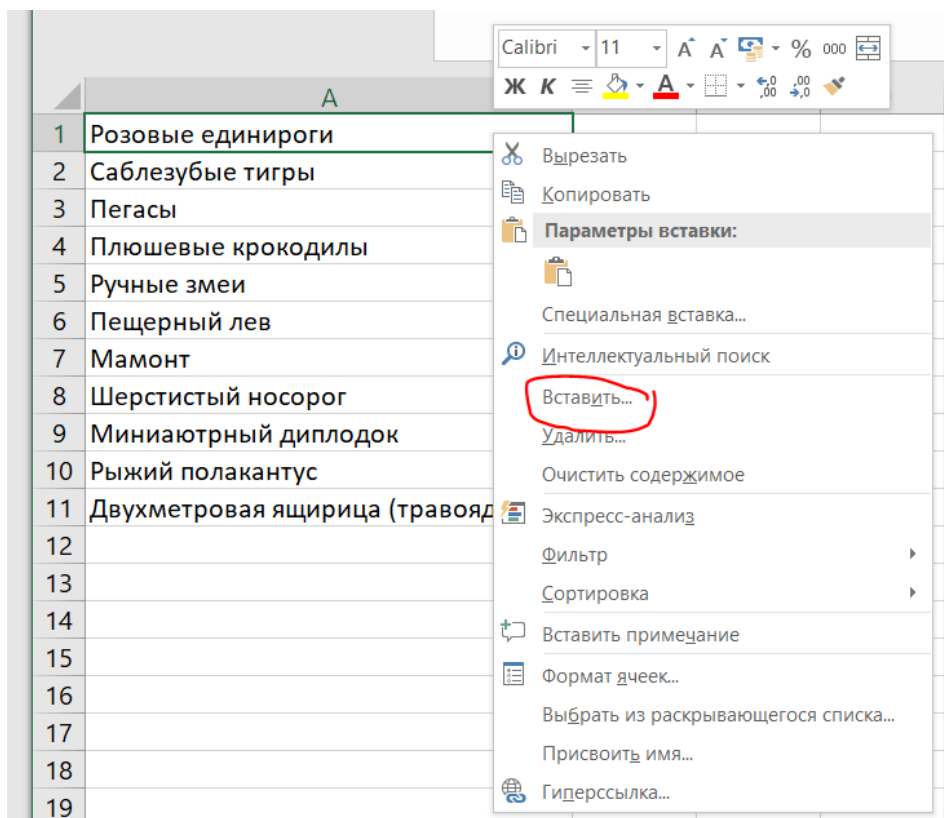 Calibri 11 А А % 000
Ж К А ,00 ,00 ,0
A
1 Розовые единироги
2 Саблезубые тигры
3 Пегасы
4 Плюшевые крокодилы
5 Ручные змеи
6 Пещерный лев
7 Мамонт
8 Шерстистый носорог
9 Миниаютрный диплодок
10 Рыжий полакантус
11 Двухметровая ящирица (травояд
12
13
14
15
16
17
18
19
Вырезать
Копировать
Параметры вставки:
Специальная вставка...
Интеллектуальный поиск
Вставить...
Удалить...
Очистить содержимое
Экспресс-анализ
Фильтр
Сортировка
Вставить примечание
Формат ячеек...
Выбрать из раскрывающегося списка...
Присвоить имя...
Гиперссылка...